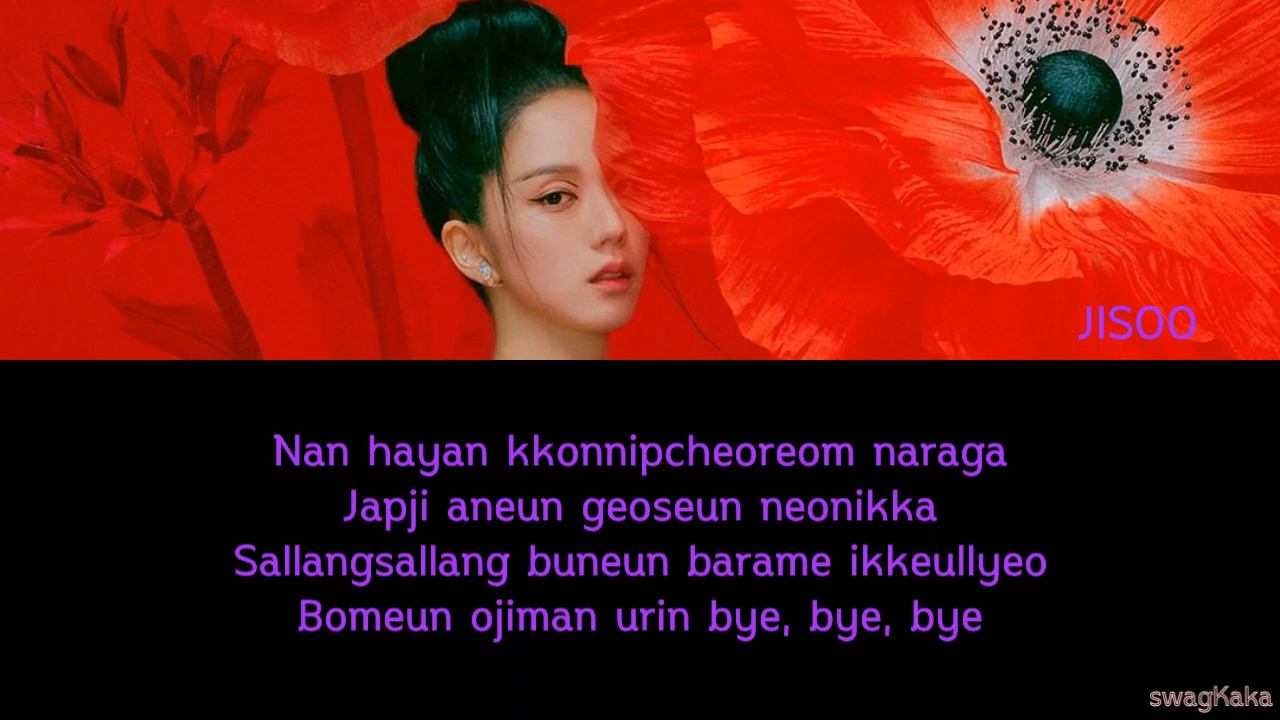 JISOO
Nan hayan kkonnipcheoreom naraga
Japji aneun geoseun neonikka
Sallangsallang buneun barame ikkeullyeo
Bomeun ojiman urin bye, bye, bye
swagKaka